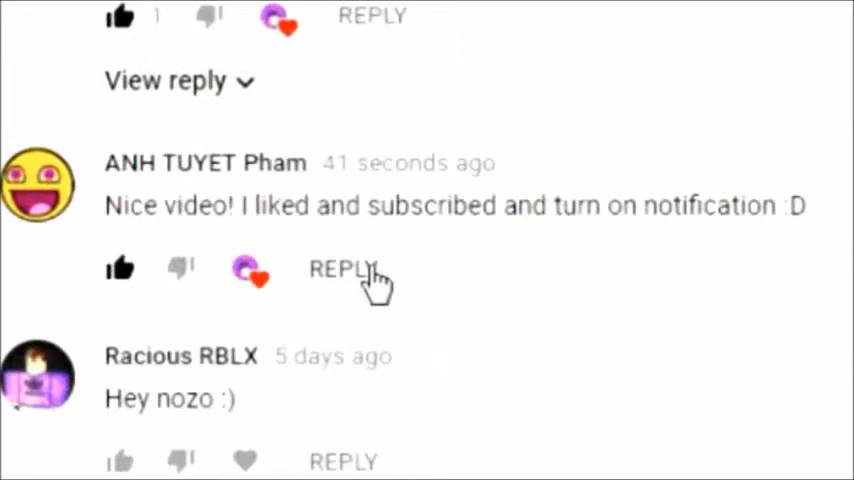 1 REPLY
View reply
ANH TUYET Pham 41 seconds ago
Nice video! I liked and subscribed and turn on notification :D
REPLY
Racious RBLX 5 days ago
Hey nozo :)
REPLY